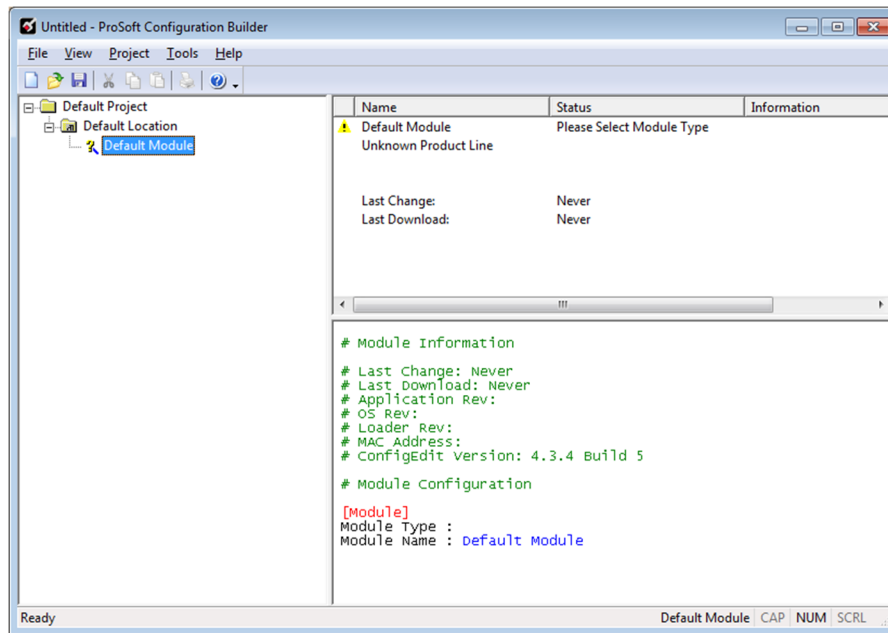 Untitled - ProSoft Configuration Builder
File View Project Tools Help
Default Project
Default Location
Default Module
Name Status Information
Default Module Please Select Module Type
Unknown Product Line
Last Change: Never
Last Download: Never
# Module Information
# Last Change: Never
# Last Download: Never
# Application Rev:
# OS Rev:
# Loader Rev:
# MAC Address:
# ConfigEdit Version: 4.3.4 Build 5
# Module Configuration
[Module]
Module Type :
Module Name : Default Module
Ready Default Module CAP NUM SCRL